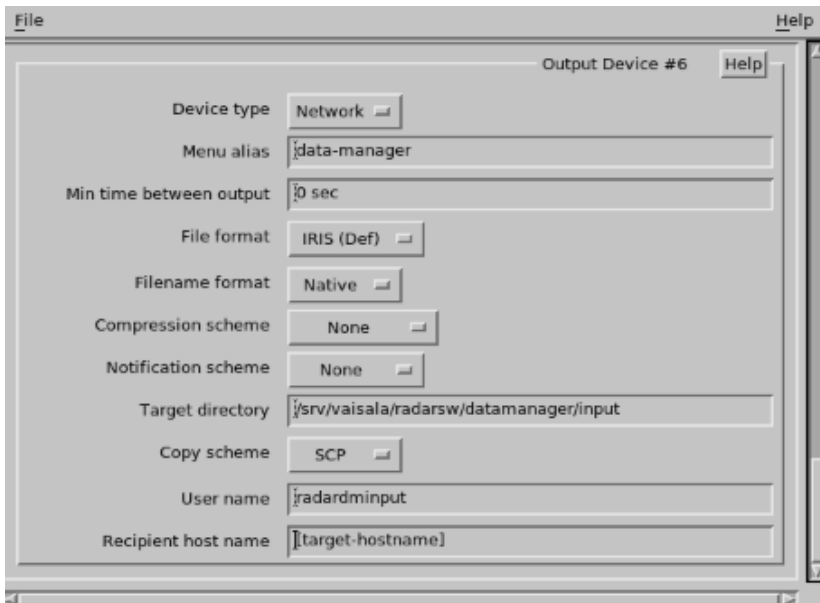 File Help
Output Device #6 Help
Device type Network
Menu alias data-manager
Min time between output 0 sec
File format IRIS (Def)
Filename format Native
Compression scheme None
Notification scheme None
Target directory /srv/vaisala/radarsw/datamanager/input
Copy scheme SCP
User name radardminput
Recipient host name [target-hostname]